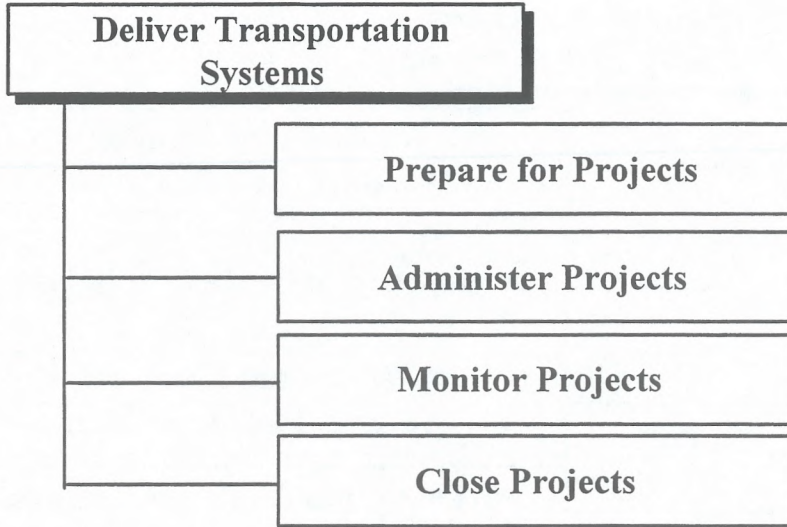 Deliver Transportation
Systems
Prepare for Projects
Administer Projects
Monitor Projects
Close Projects